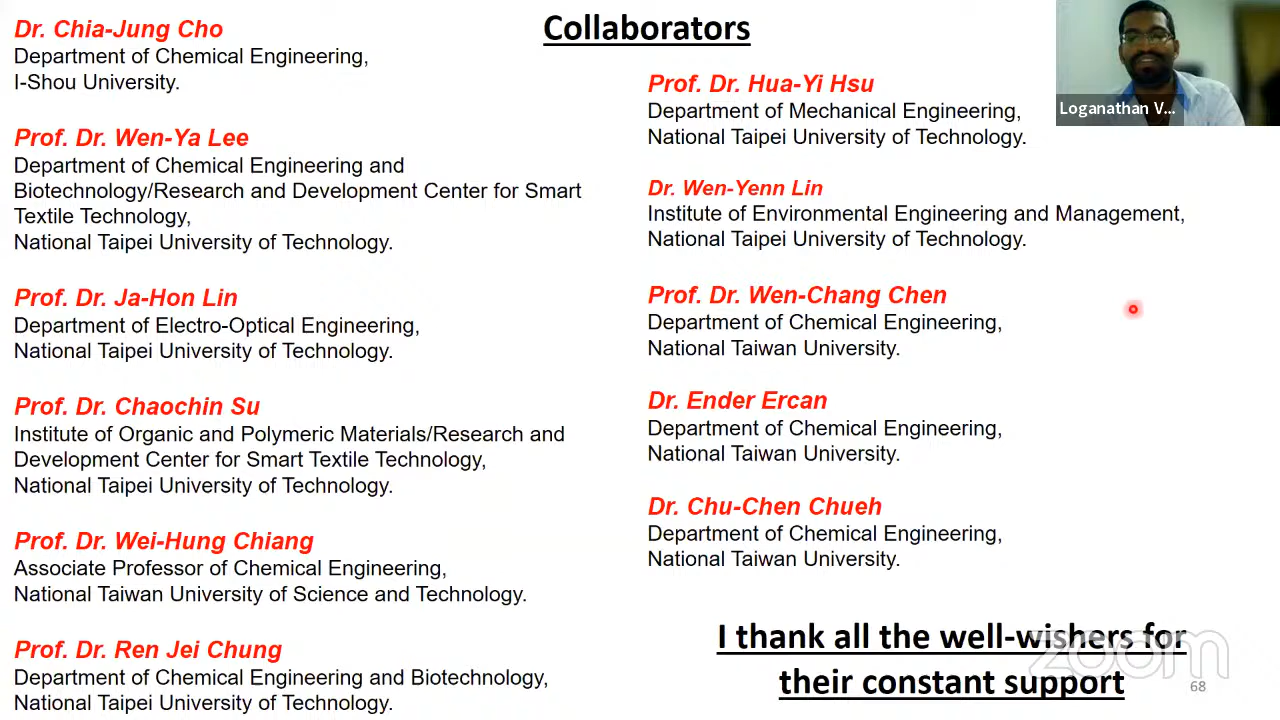 Collaborators
Dr. Chia-Jung Cho
Department of Chemical Engineering,
I-Shou University.
Prof. Dr. Wen-Ya Lee
Department of Chemical Engineering and
Biotechnology/Research and Development Center for Smart
Textile Technology,
National Taipei University of Technology.
Prof. Dr. Ja-Hon Lin
Department of Electro-Optical Engineering,
National Taipei University of Technology.
Prof. Dr. Chaochin Su
Institute of Organic and Polymeric Materials/Research and
Development Center for Smart Textile Technology,
National Taipei University of Technology.
Prof. Dr. Wei-Hung Chiang
Associate Professor of Chemical Engineering,
National Taiwan University of Science and Technology.
Prof. Dr. Ren Jei Chung
Department of Chemical Engineering and Biotechnology,
National Taipei University of Technology.
Prof. Dr. Hua-Yi Hsu
Department of Mechanical Engineering,
National Taipei University of Technology.
Dr. Wen-Yenn Lin
Institute of Environmental Engineering and Management,
National Taipei University of Technology.
Prof. Dr. Wen-Chang Chen
Department of Chemical Engineering,
National Taiwan University.
Dr. Ender Ercan
Department of Chemical Engineering,
National Taiwan University.
Dr. Chu-Chen Chueh
Department of Chemical Engineering,
National Taiwan University.
I thank all the well-wishers for
their constant support
Loganathan V...
zoom
68